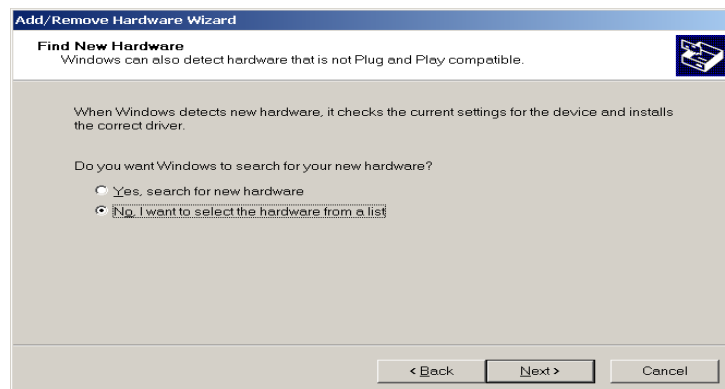 Add/Remove Hardware Wizard
Find New Hardware
Windows can also detect hardware that is not Plug and Play compatible.
When Windows detects new hardware, it checks the current settings for the device and installs
the correct driver.
Do you want Windows to search for your new hardware?
Yes, search for new hardware
No, I want to select the hardware from a list
< Back
Next >
Cancel